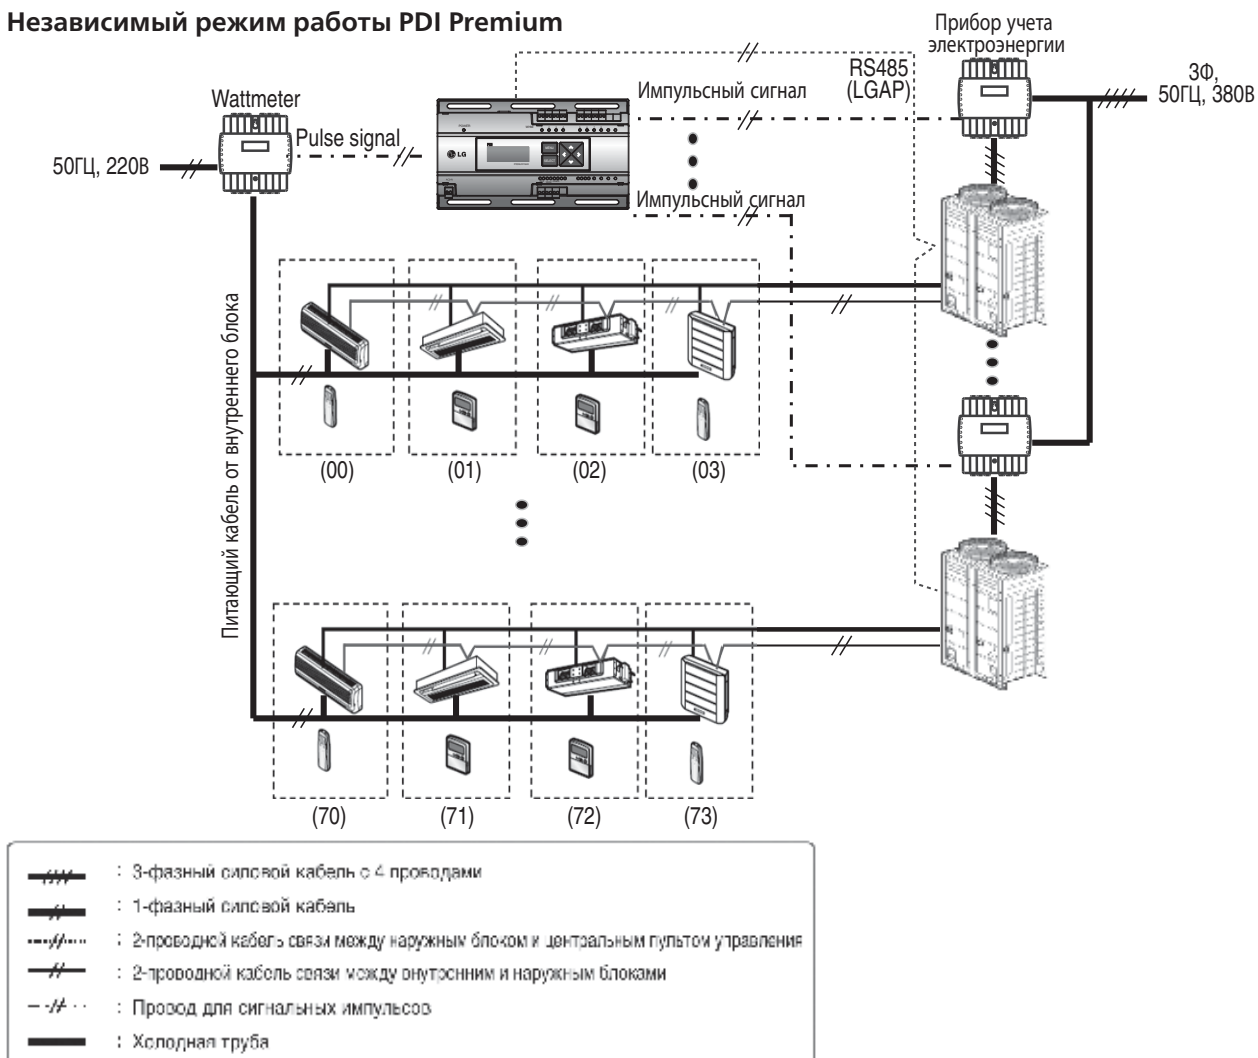 Независимый режим работы PDI Premium
Прибор учета
электроэнергии
RS485
(LGAP)
3Ф,
50ГЦ, 380В
Импульсный сигнал
Wattmeter
Pulse signal
50ГЦ, 220В
LG
Импульсный сигнал
Питающий кабель от внутреннего блока
(00)
(01)
(02)
(03)
(70)
(71)
(72)
(73)
: 3-фазный силовой кабель с 4 проводами
: 1-фазный силовой кабель
: 2-проводной кабель связи между наружным блоком и центральным пультом управления
: 2-проводной кабель связи между внутренним и наружным блоками
: Провод для сигнальных импульсов
: Холодная труба